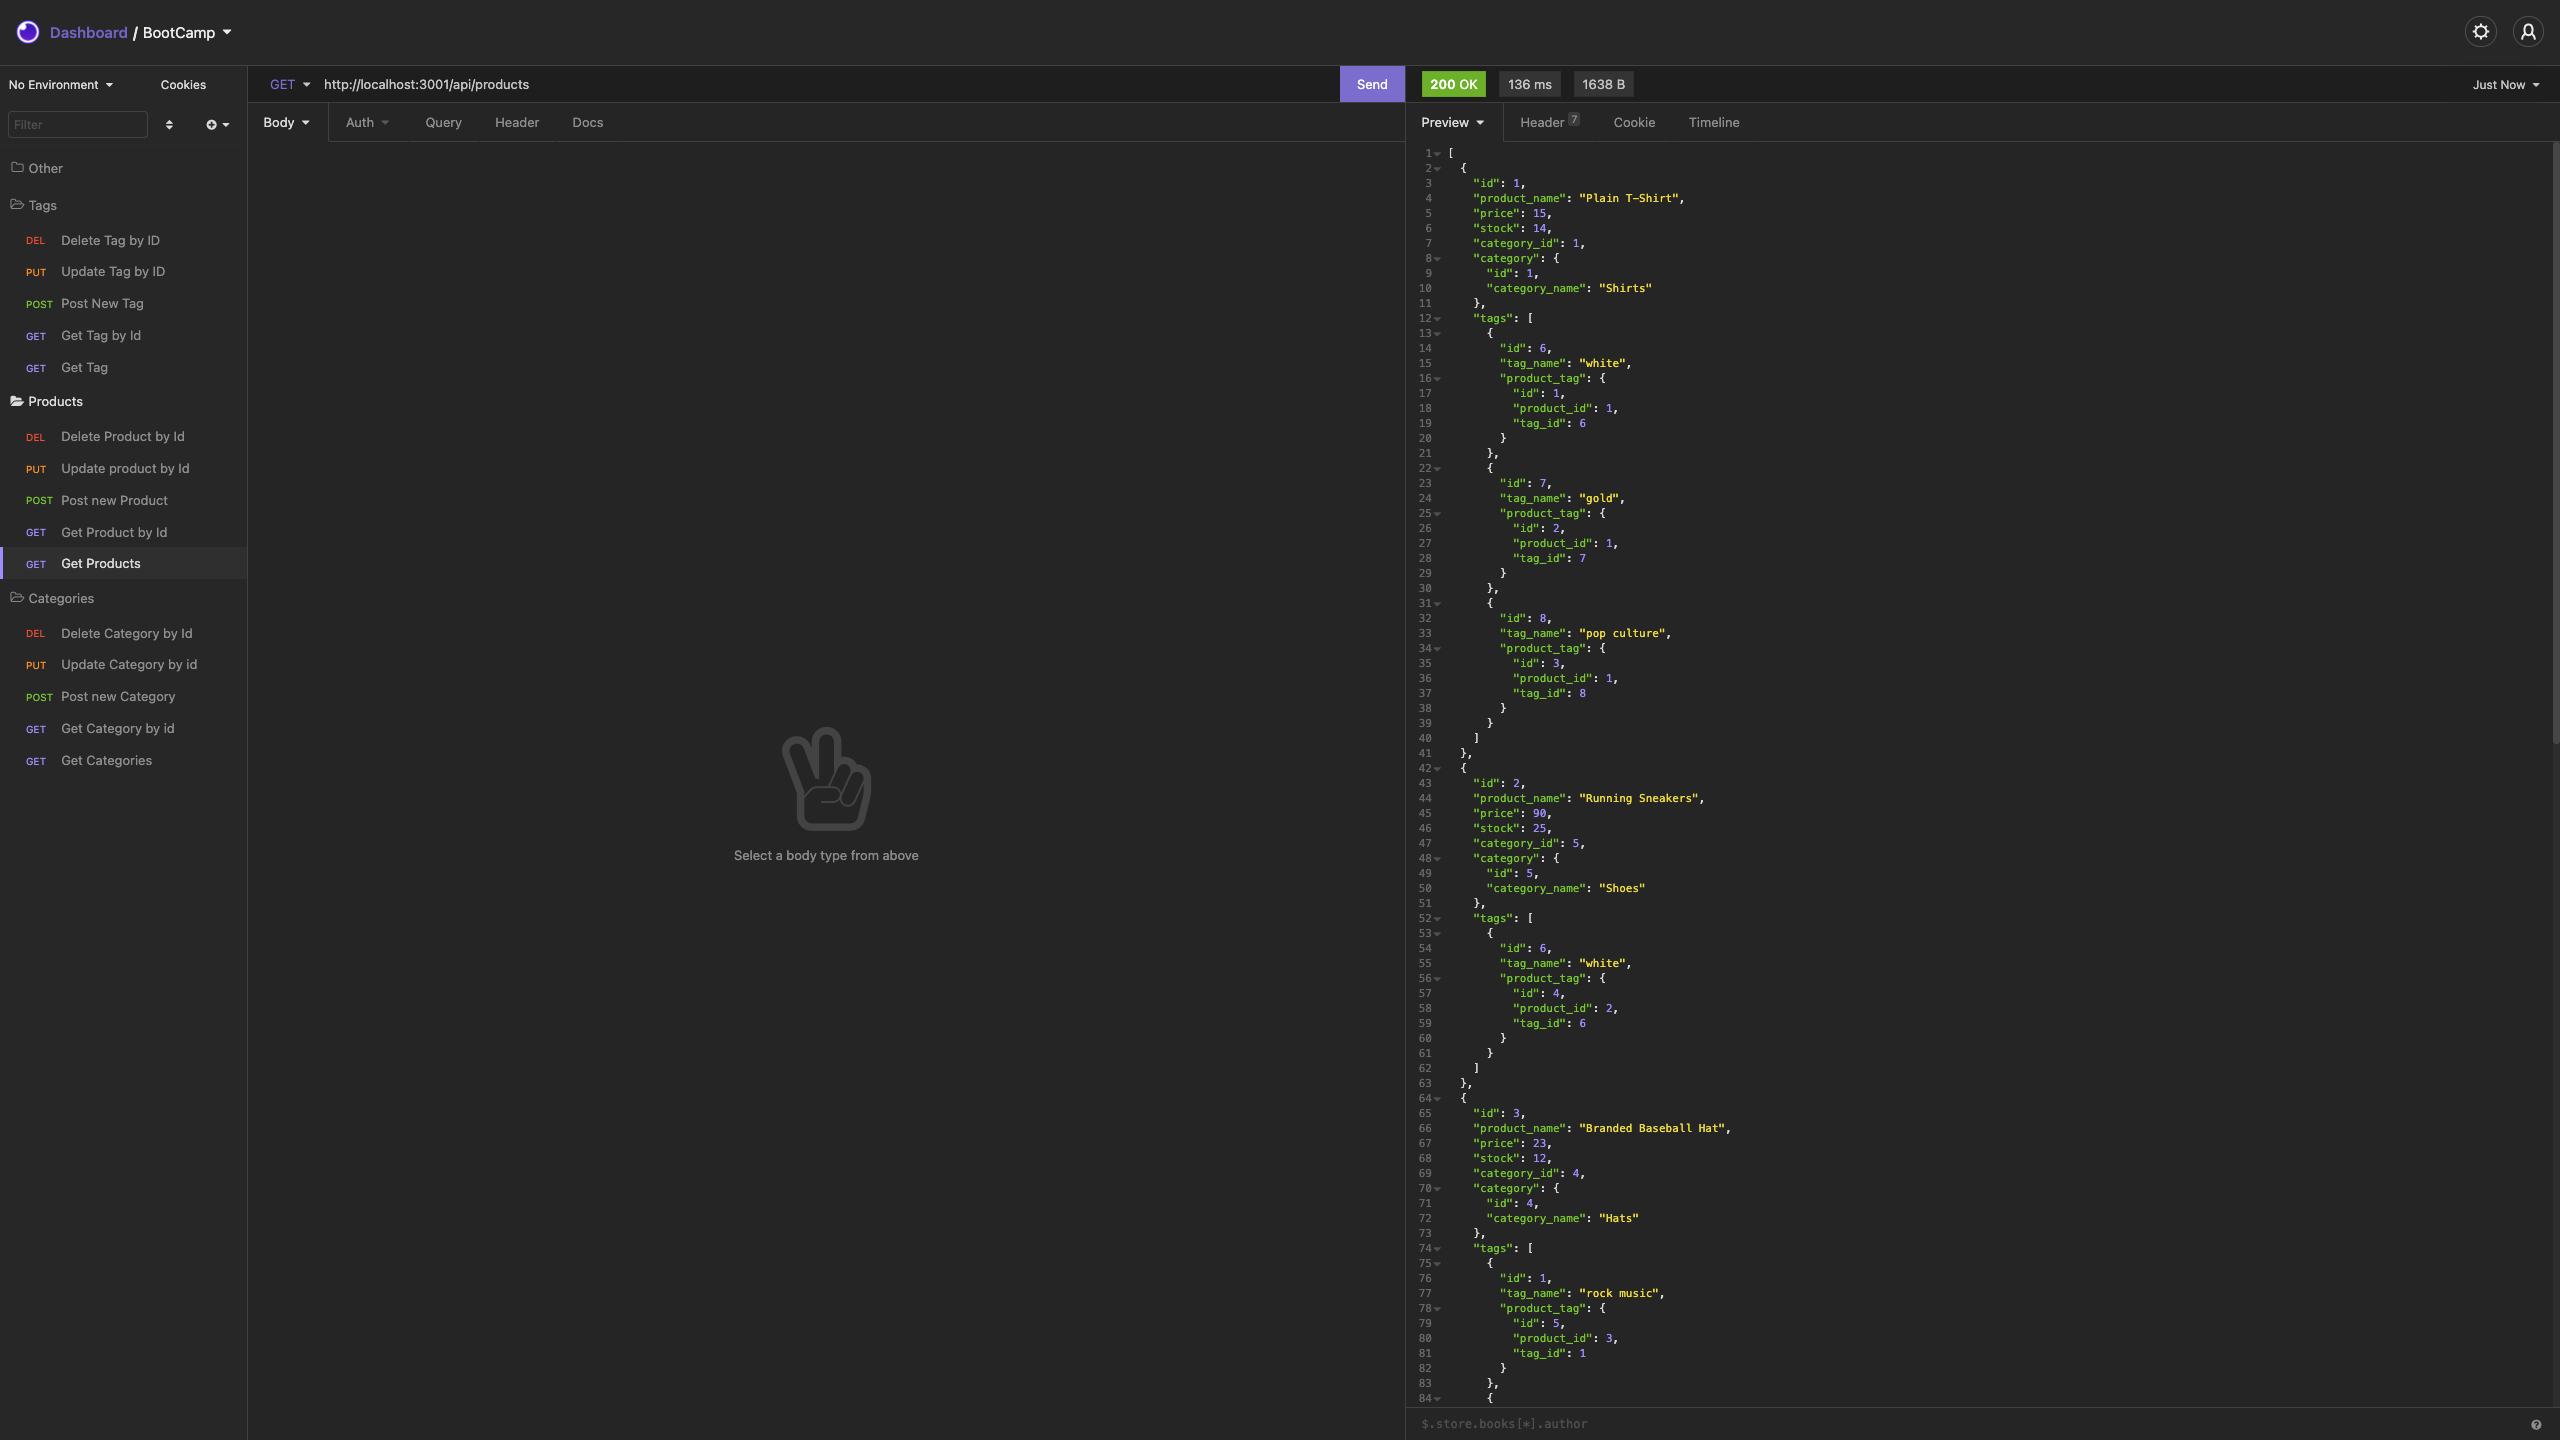 Dashboard / BootCamp
No Environment
Cookies
Filter
Other
Tags
DEL Delete Tag by ID
PUT Update Tag by ID
POST Post New Tag
GET Get Tag by Id
GET Get Tag
Products
DEL Delete Product by Id
PUT Update product by Id
POST Post new Product
GET Get Product by Id
GET Get Products
Categories
DEL Delete Category by Id
PUT Update Category by id
POST Post new Category
GET Get Category by id
GET Get Categories
GET http://localhost:3001/api/products Send
Body Auth Query Header Docs
Select a body type from above
200 OK 136 ms 1638 B Just Now
Preview Header 7 Cookie Timeline
1 [
2 {
3 "id": 1,
4 "product_name": "Plain T-Shirt",
5 "price": 15,
6 "stock": 14,
7 "category_id": 1,
8 "category": {
9 "id": 1,
10 "category_name": "Shirts"
11 },
12 "tags": [
13 {
14 "id": 6,
15 "tag_name": "white",
16 "product_tag": {
17 "id": 1,
18 "product_id": 1,
19 "tag_id": 6
20 }
21 },
22 {
23 "id": 7,
24 "tag_name": "gold",
25 "product_tag": {
26 "id": 2,
27 "product_id": 1,
28 "tag_id": 7
29 }
30 },
31 {
32 "id": 8,
33 "tag_name": "pop culture",
34 "product_tag": {
35 "id": 3,
36 "product_id": 1,
37 "tag_id": 8
38 }
39 }
40 ]
41 },
42 {
43 "id": 2,
44 "product_name": "Running Sneakers",
45 "price": 90,
46 "stock": 25,
47 "category_id": 5,
48 "category": {
49 "id": 5,
50 "category_name": "Shoes"
51 },
52 "tags": [
53 {
54 "id": 6,
55 "tag_name": "white",
56 "product_tag": {
57 "id": 4,
58 "product_id": 2,
59 "tag_id": 6
60 }
61 }
62 ]
63 },
64 {
65 "id": 3,
66 "product_name": "Branded Baseball Hat",
67 "price": 23,
68 "stock": 12,
69 "category_id": 4,
70 "category": {
71 "id": 4,
72 "category_name": "Hats"
73 },
74 "tags": [
75 {
76 "id": 1,
77 "tag_name": "rock music",
78 "product_tag": {
79 "id": 5,
80 "product_id": 3,
81 "tag_id": 1
82 }
83 },
84 {
$.store.books[*].author